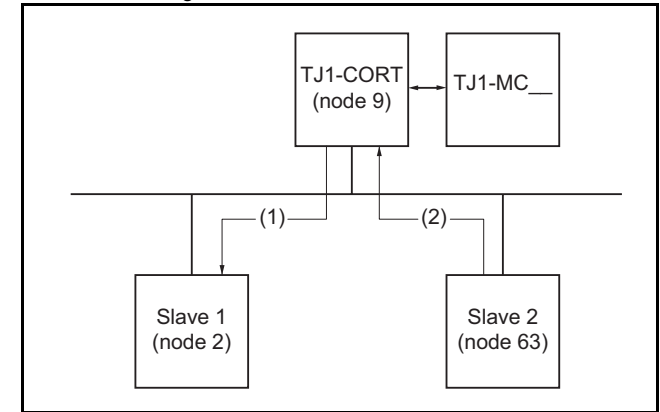 TJ1-CORT
(node 9)
TJ1-MC__
(1)
(2)
Slave 1
(node 2)
Slave 2
(node 63)